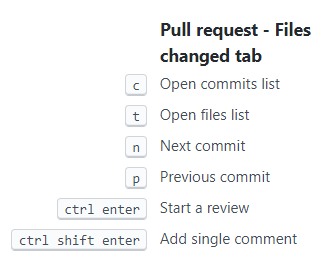 Pull request - Files
changed tab
c Open commits list
t Open files list
n Next commit
p Previous commit
ctrl enter Start a review
ctrl shift enter Add single comment